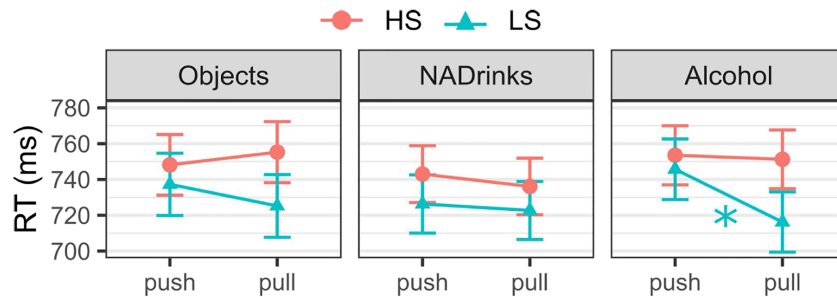 HS LS
Objects NADrinks Alcohol
RT (ms)
780
760
740
720
700
*
push pull push pull push pull